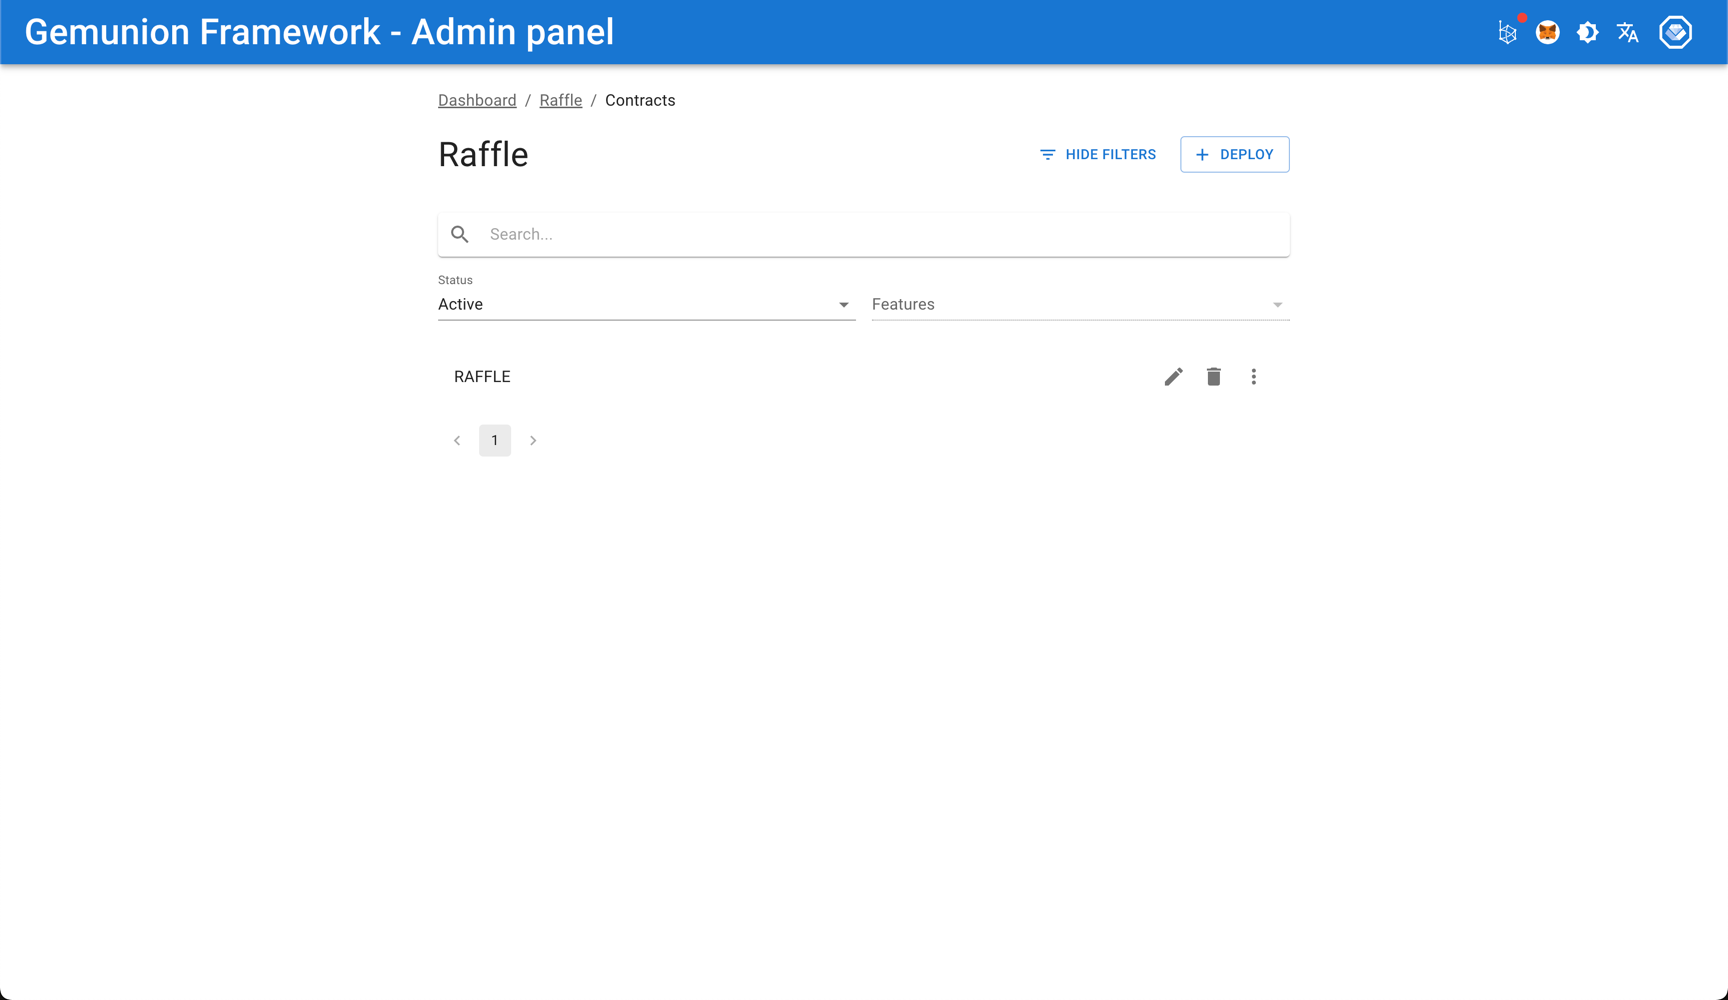 Gemunion Framework - Admin panel
Dashboard / Raffle / Contracts
Raffle
HIDE FILTERS
DEPLOY
Search...
Status
Active
Features
RAFFLE
1